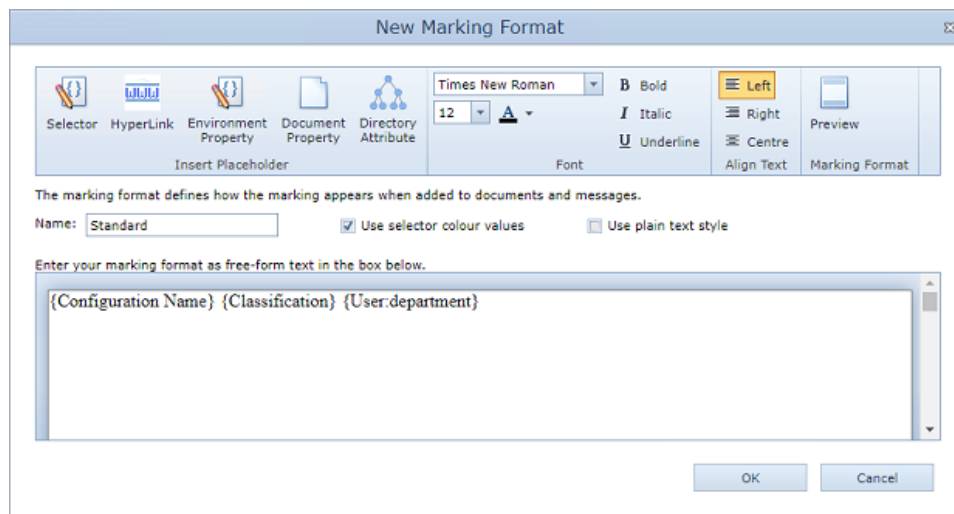 New Marking Format
Selector
HyperLink
Environment
Property
Document
Property
Directory
Attribute
Insert Placeholder
Times New Roman
12
A
B Bold
I Italic
U Underline
Font
Left
Right
Centre
Align Text
Preview
Marking Format
The marking format defines how the marking appears when added to documents and messages.
Name: Standard
Use selector colour values
Use plain text style
Enter your marking format as free-form text in the box below.
{Configuration Name} {Classification} {User:department}
OK
Cancel